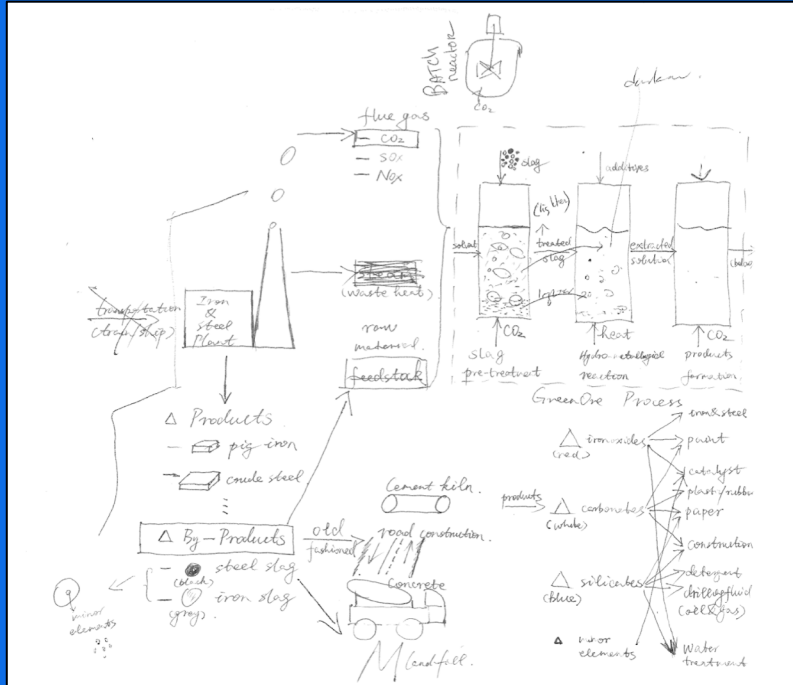 BATCH
reactor
CO₂
flue gas
— CO₂
— SOx
— NOx
slag
additives
(lighter)
solvent
treated
slag
extracted
solution
CO₂
heat
CO₂
slag
pre-treatment
Hydrometallurgical
reaction
products
formation
GreenOre Process
(waste heat)
raw
material
feedstock
transportation
(train/ship)
Iron
&
steel
Plant
△ Products
— pig iron
crude steel
△ By-Products
— steel slag
(black)
— iron slag
(gray)
minor
elements
old
fashioned
Cement kiln.
road construction.
Concrete
landfill.
products
△ iron oxides
(red)
△ carbonates
(white)
△ silicates
(blue)
△ minor
elements
iron & steel
paint
catalyst
plastic/rubber
paper
construction
detergent
drilling fluid
(oil & gas)
Water
treatment